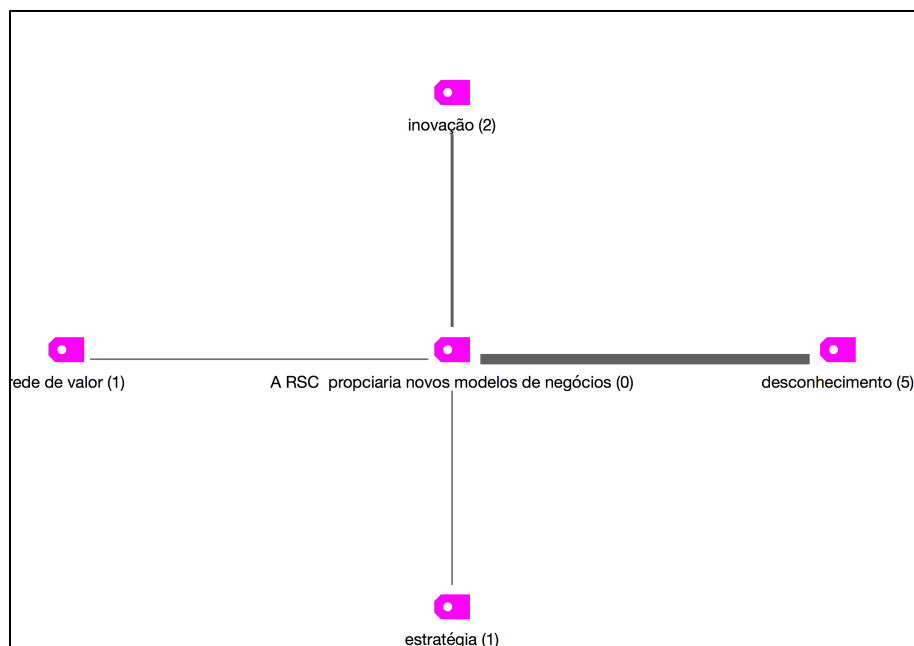 inovação (2)
rede de valor (1)
A RSC  propciaria novos modelos de negócios (0)
desconhecimento (5)
estratégia (1)